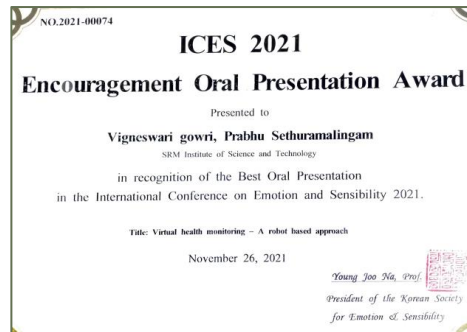 NO.2021-00074
ICES 2021
Encouragement Oral Presentation Award
Presented to
Vigneswari gowri, Prabhu Sethuramalingam
SRM Institute of Science and Technology
in recognition of the Best Oral Presentation
in the International Conference on Emotion and Sensibility 2021.
Title: Virtual health monitoring – A robot based approach
November 26, 2021
Young Joo Na, Prof.
President of the Korean Society
for Emotion & Sensibility